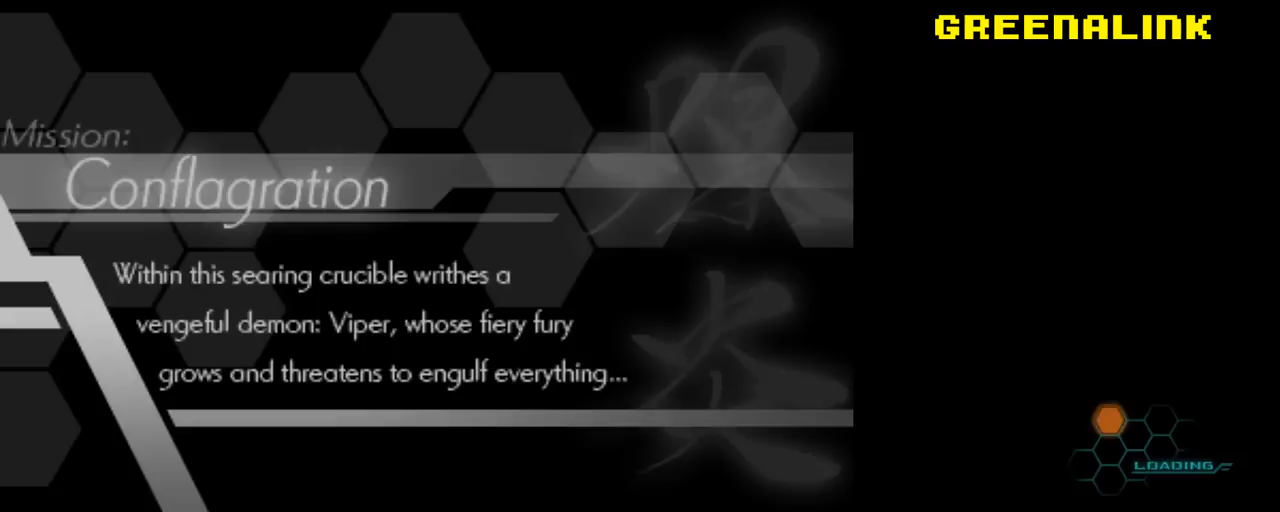 GREENALINK
Mission:
Conflagration
Within this searing crucible writhes a
vengeful demon: Viper, whose fiery fury
grows and threatens to engulf everything...
LOADING